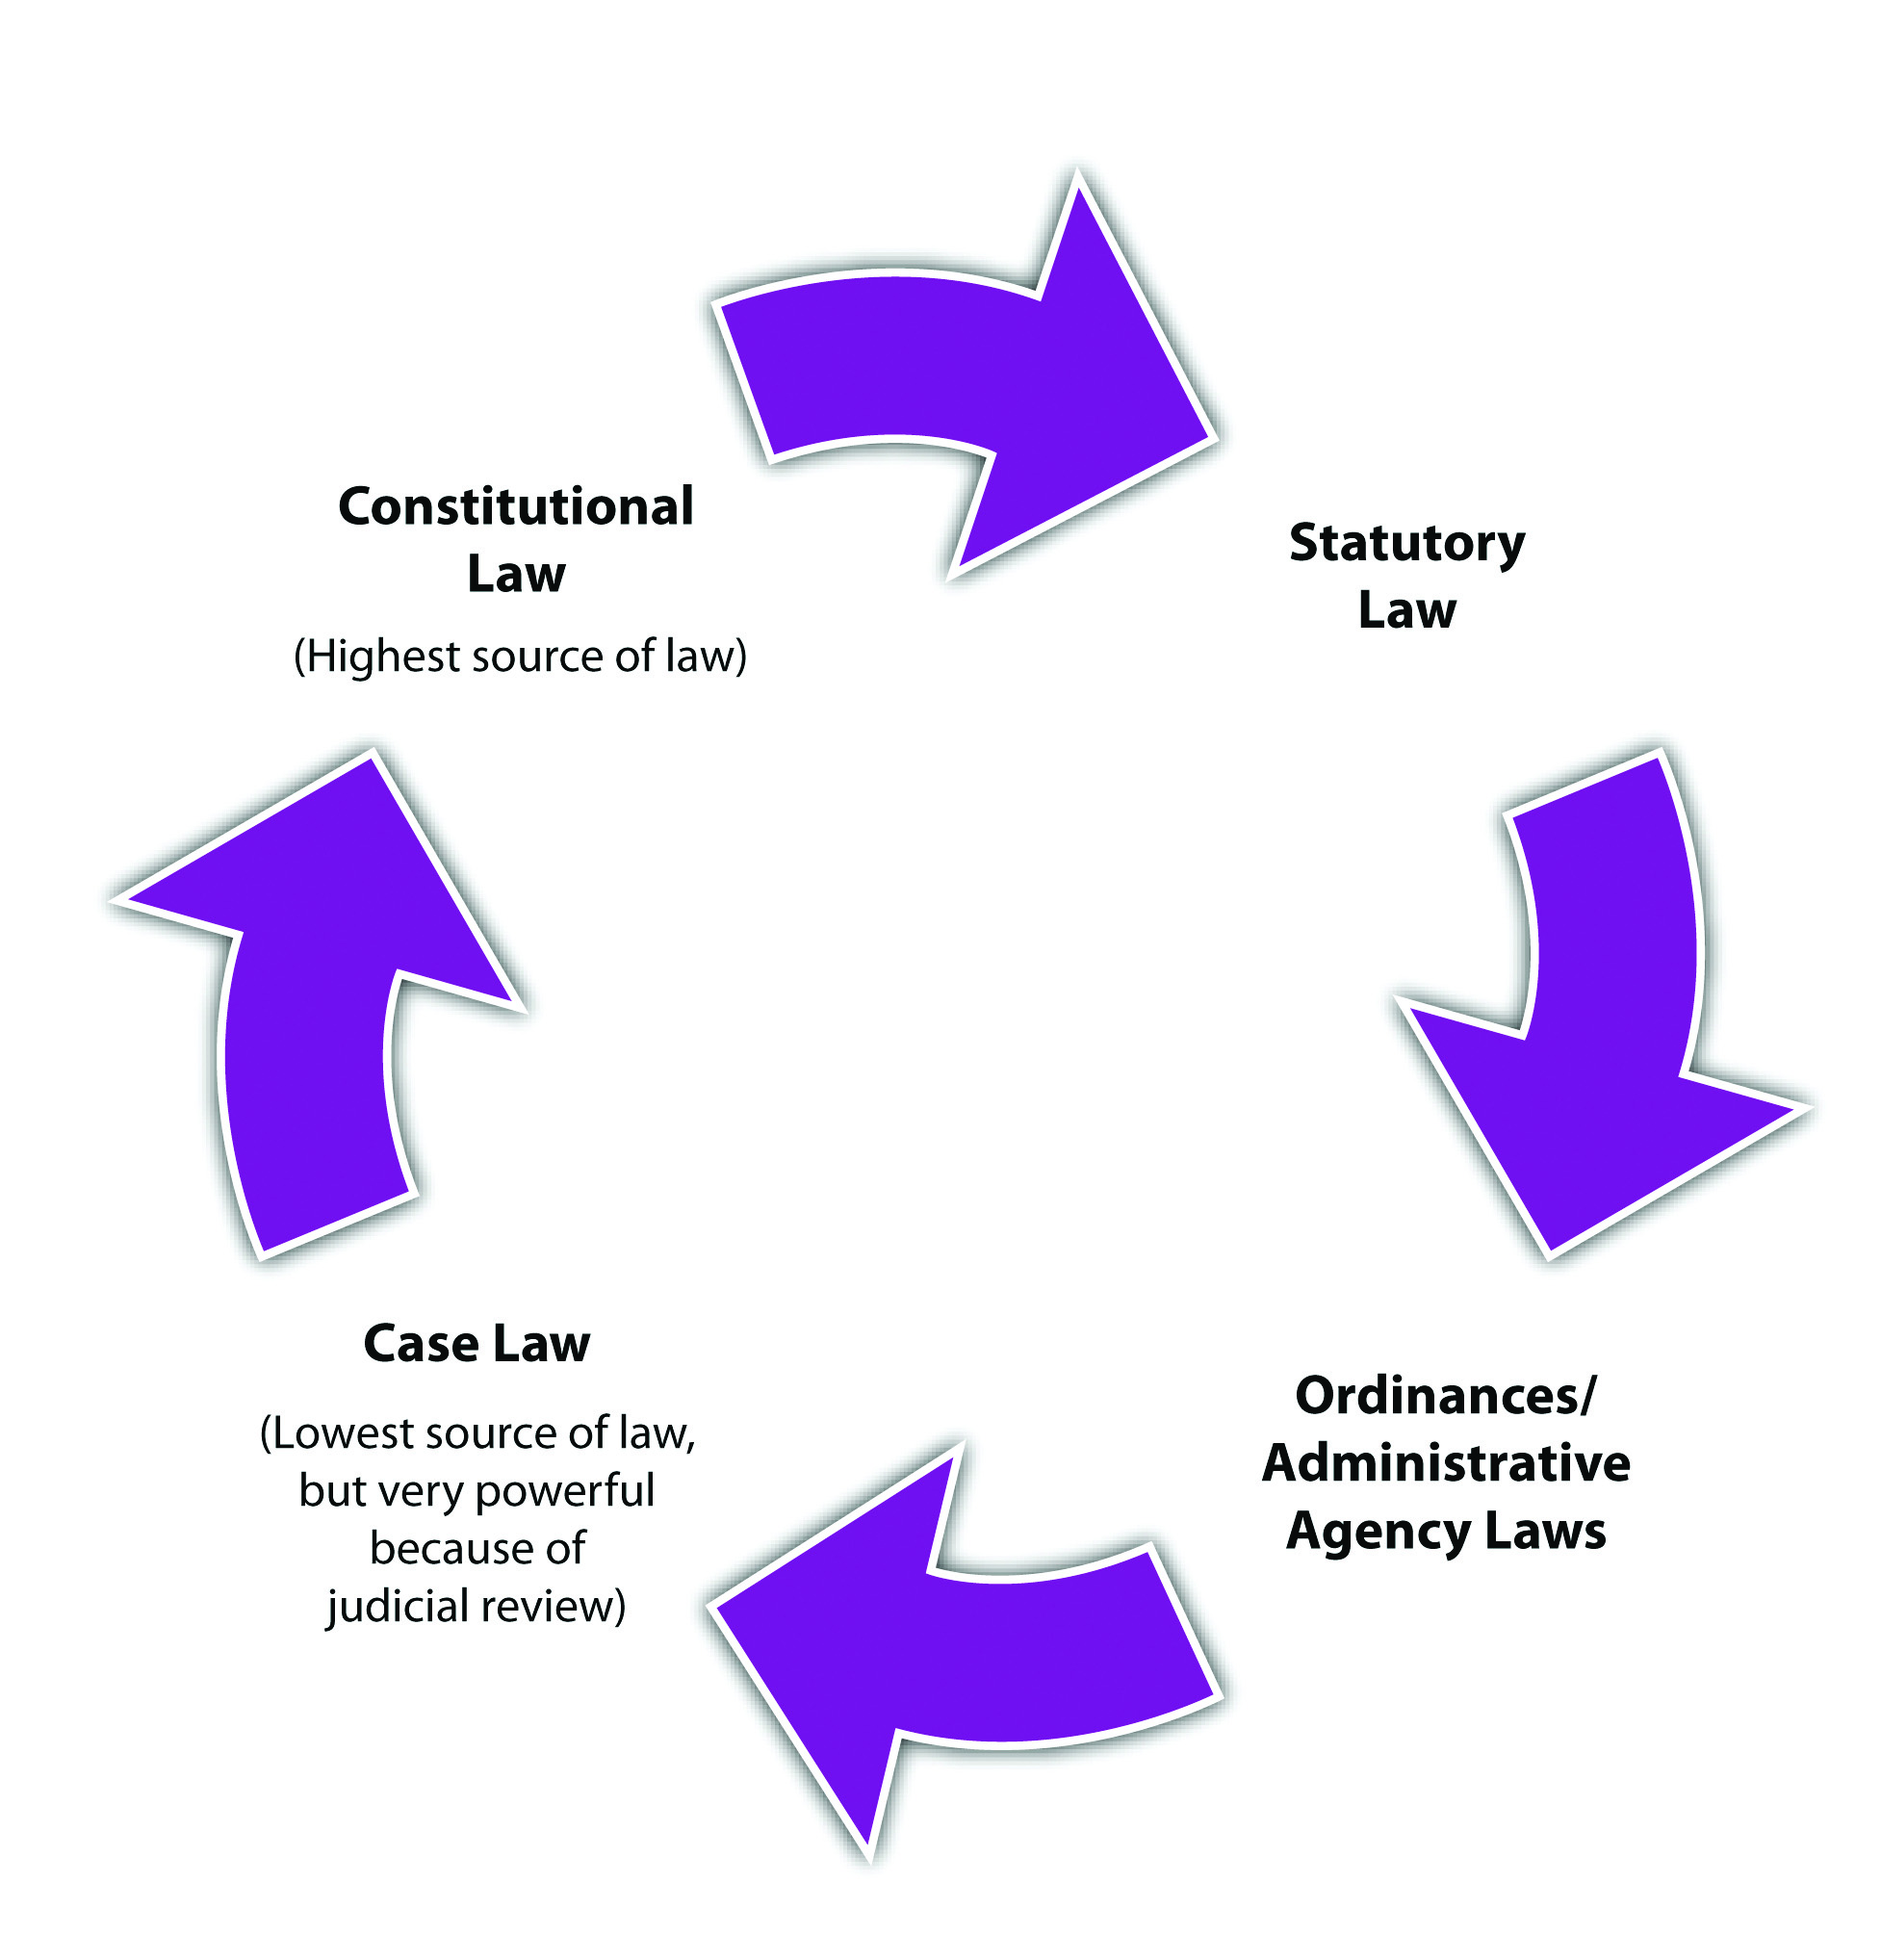 Constitutional
Law
(Highest source of law)
Statutory
Law
Ordinances/
Administrative
Agency Laws
Case Law
(Lowest source of law,
but very powerful
because of
judicial review)